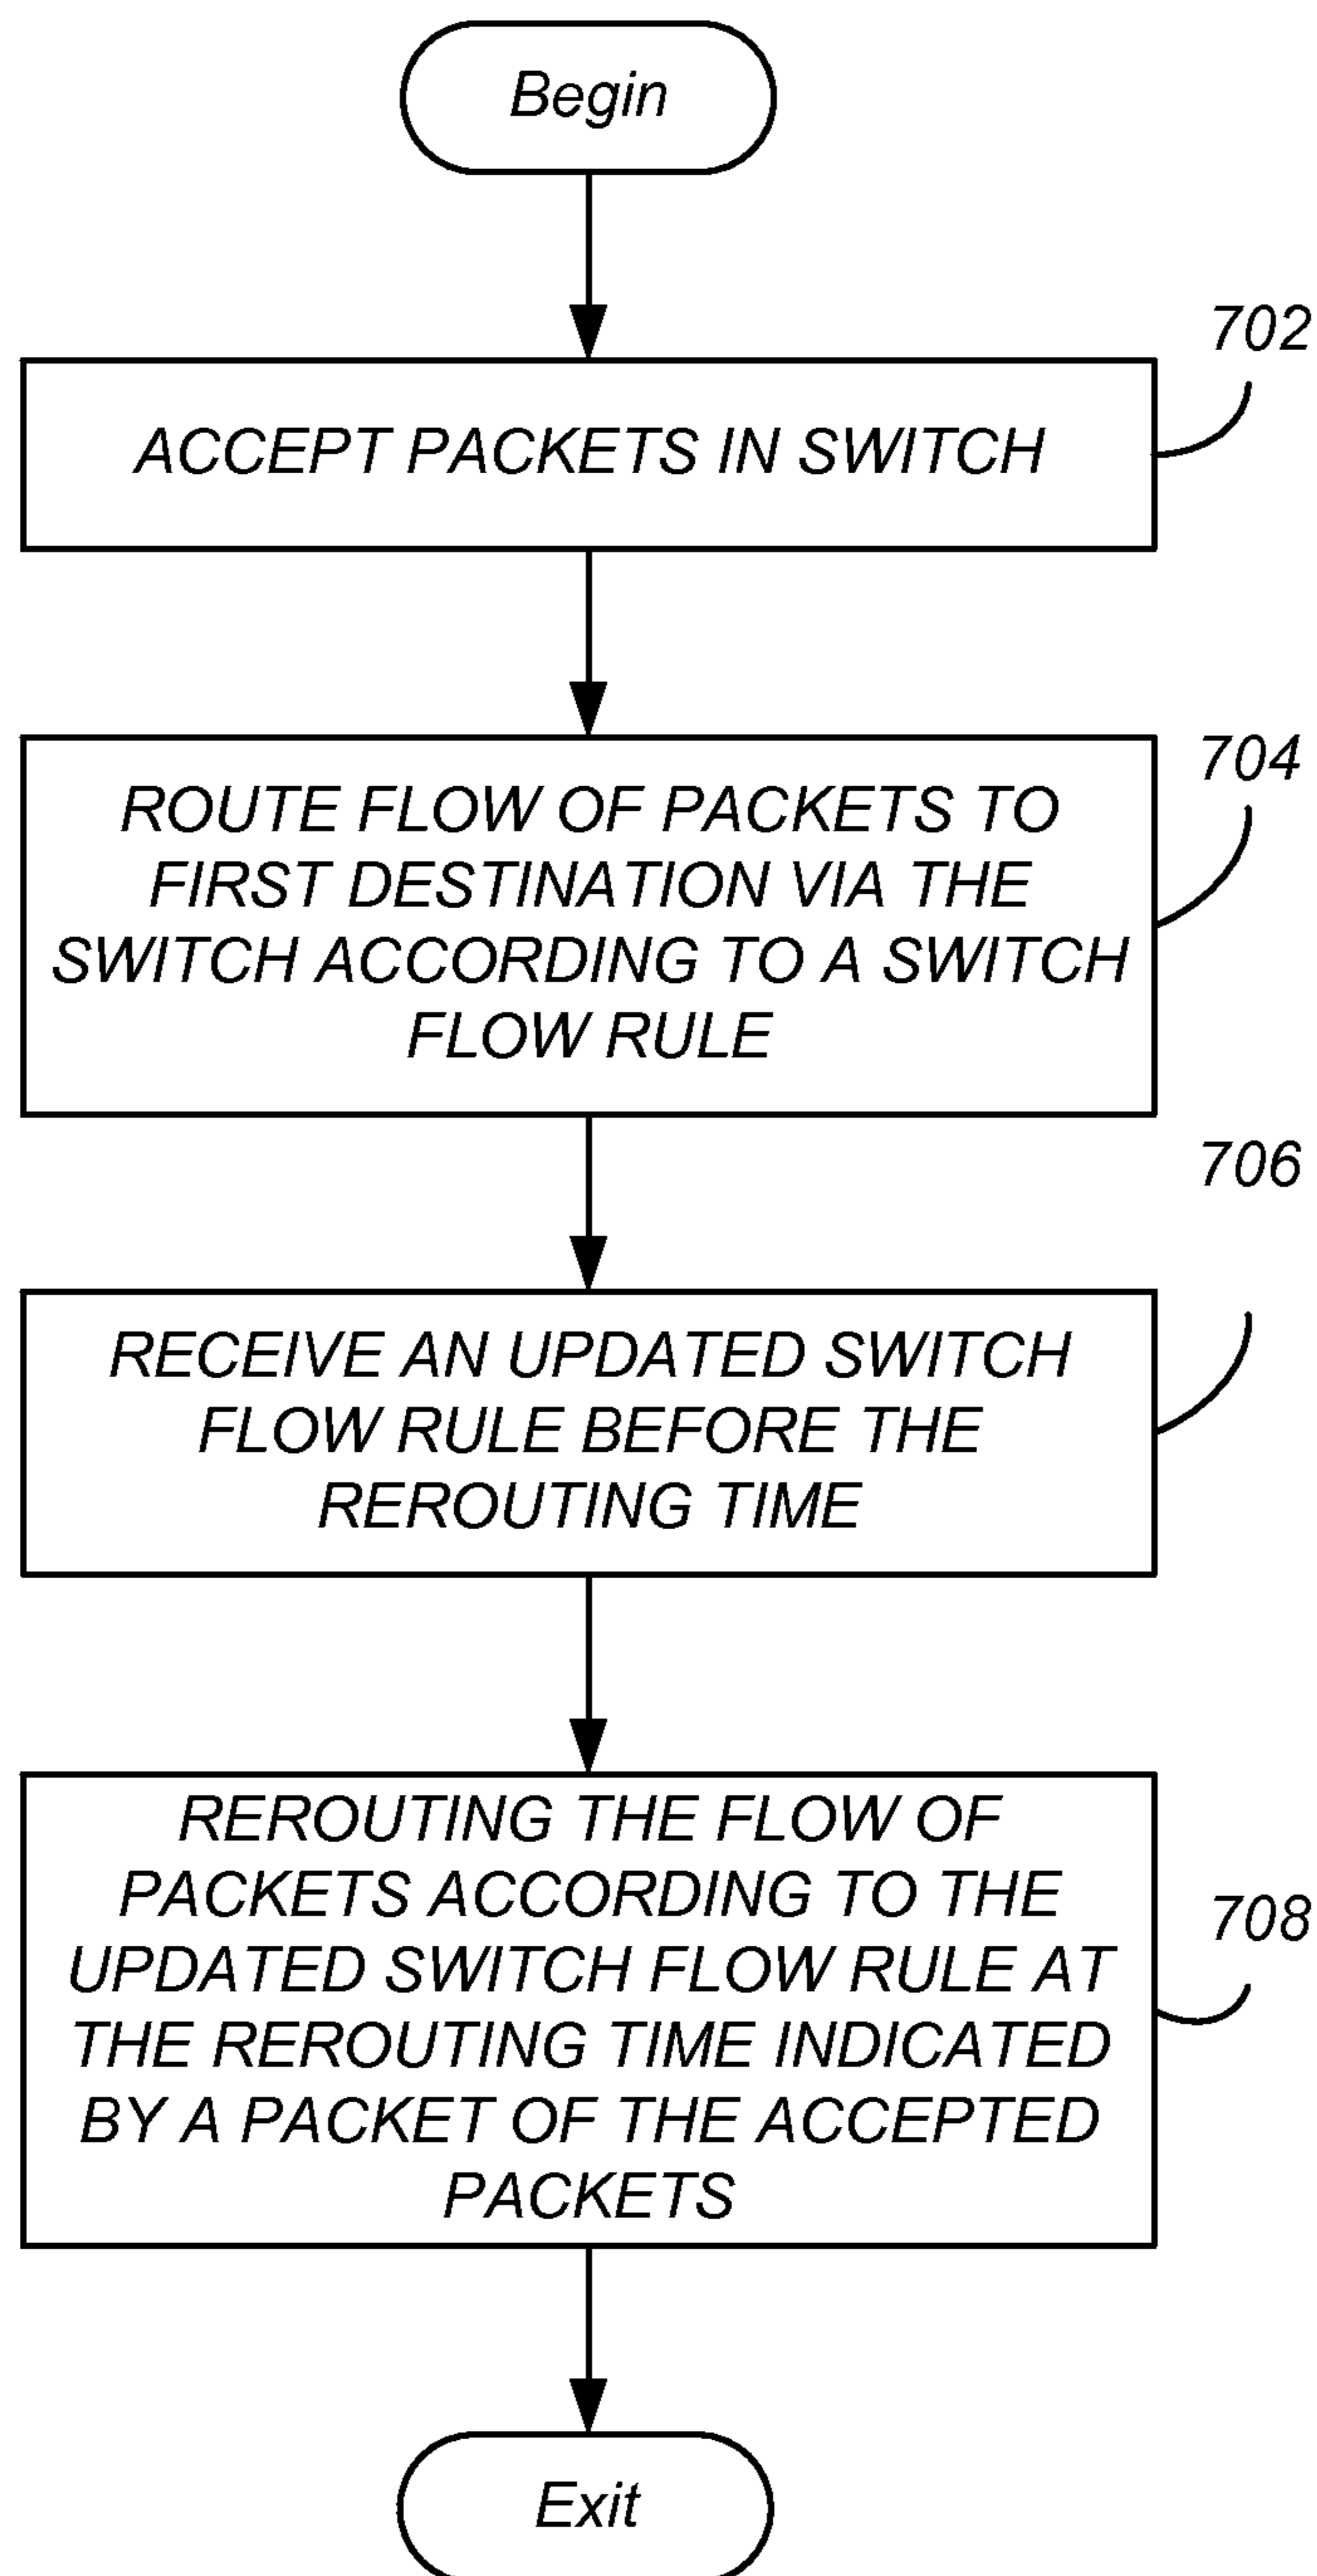 Begin
702
ACCEPT PACKETS IN SWITCH
704
ROUTE FLOW OF PACKETS TO
FIRST DESTINATION VIA THE
SWITCH ACCORDING TO A SWITCH
FLOW RULE
706
RECEIVE AN UPDATED SWITCH
FLOW RULE BEFORE THE
REROUTING TIME
708
REROUTING THE FLOW OF
PACKETS ACCORDING TO THE
UPDATED SWITCH FLOW RULE AT
THE REROUTING TIME INDICATED
BY A PACKET OF THE ACCEPTED
PACKETS
Exit